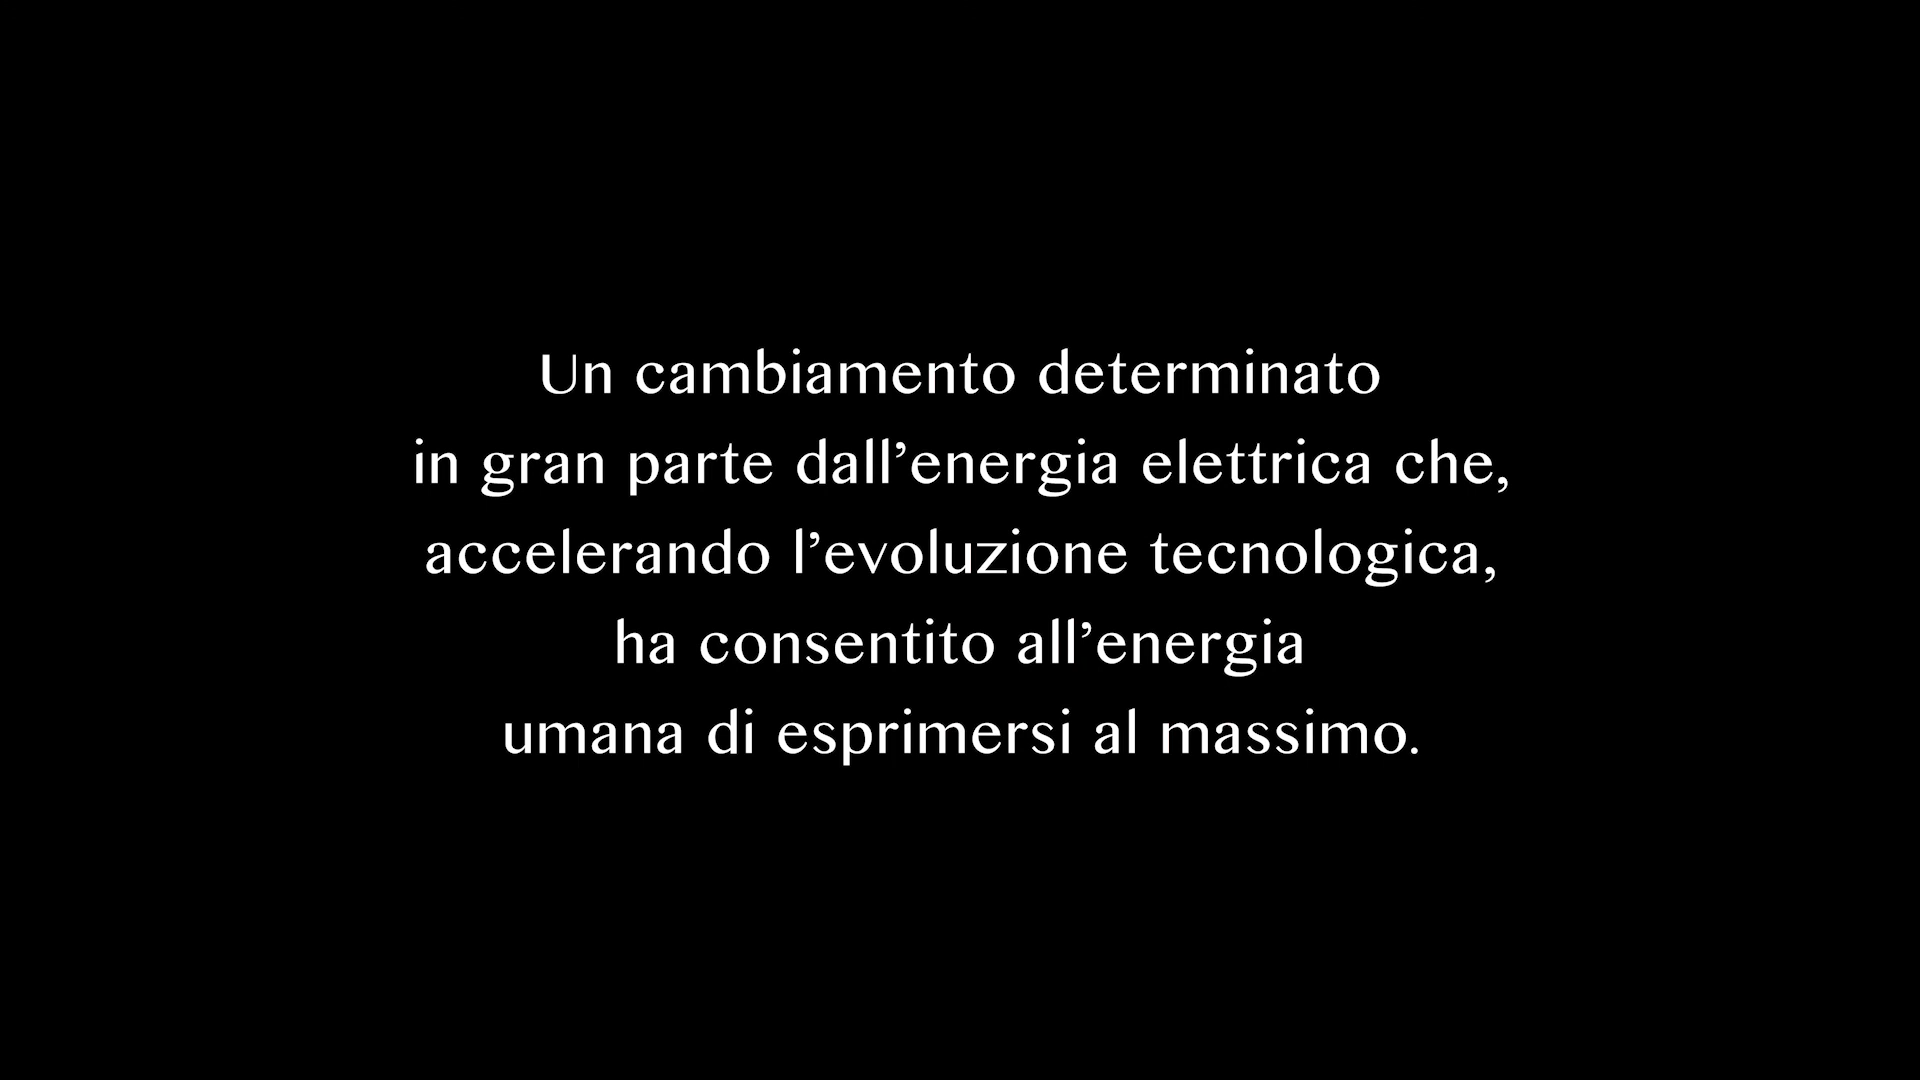 Un cambiamento determinato
in gran parte dall’energia elettrica che,
accelerando l’evoluzione tecnologica,
ha consentito all’energia
umana di esprimersi al massimo.